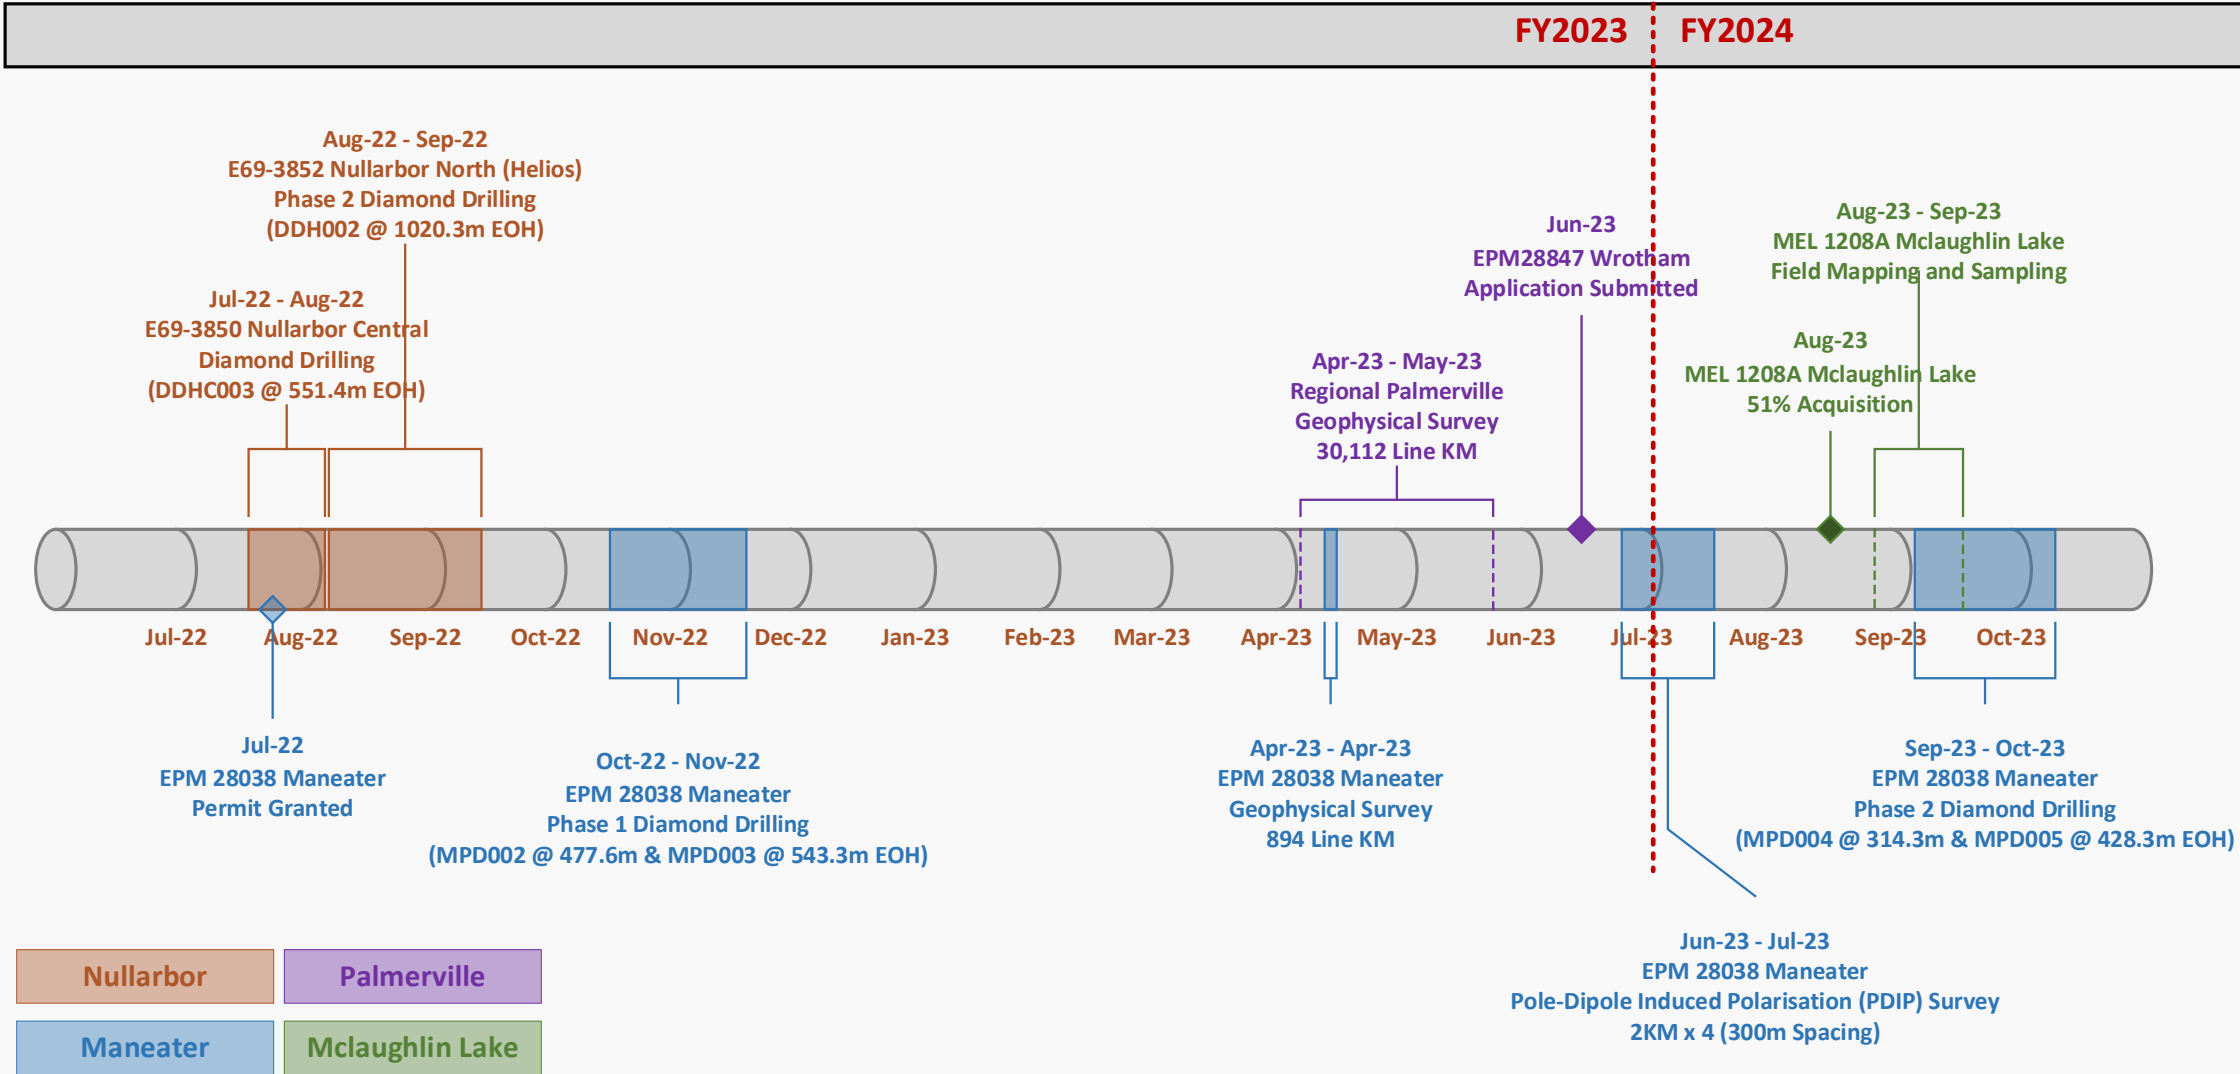 FY2023
FY2024
Aug-22 - Sep-22
E69-3852 Nullarbor North (Helios)
Phase 2 Diamond Drilling
(DDH002 @ 1020.3m EOH)
Jul-22 - Aug-22
E69-3850 Nullarbor Central
Diamond Drilling
(DDHC003 @ 551.4m EOH)
Apr-23 - May-23
Regional Palmerville
Geophysical Survey
30,112 Line KM
Jun-23
EPM28847 Wrotham
Application Submitted
Aug-23 - Sep-23
MEL 1208A Mclaughlin Lake
Field Mapping and Sampling
Aug-23
MEL 1208A Mclaughlin Lake
51% Acquisition
Jul-22
Aug-22
Sep-22
Oct-22
Nov-22
Dec-22
Jan-23
Feb-23
Mar-23
Apr-23
May-23
Jun-23
Jul-23
Aug-23
Sep-23
Oct-23
Jul-22
EPM 28038 Maneater
Permit Granted
Oct-22 - Nov-22
EPM 28038 Maneater
Phase 1 Diamond Drilling
(MPD002 @ 477.6m & MPD003 @ 543.3m EOH)
Apr-23 - Apr-23
EPM 28038 Maneater
Geophysical Survey
894 Line KM
Sep-23 - Oct-23
EPM 28038 Maneater
Phase 2 Diamond Drilling
(MPD004 @ 314.3m & MPD005 @ 428.3m EOH)
Jun-23 - Jul-23
EPM 28038 Maneater
Pole-Dipole Induced Polarisation (PDIP) Survey
2KM x 4 (300m Spacing)
Nullarbor
Palmerville
Maneater
Mclaughlin Lake